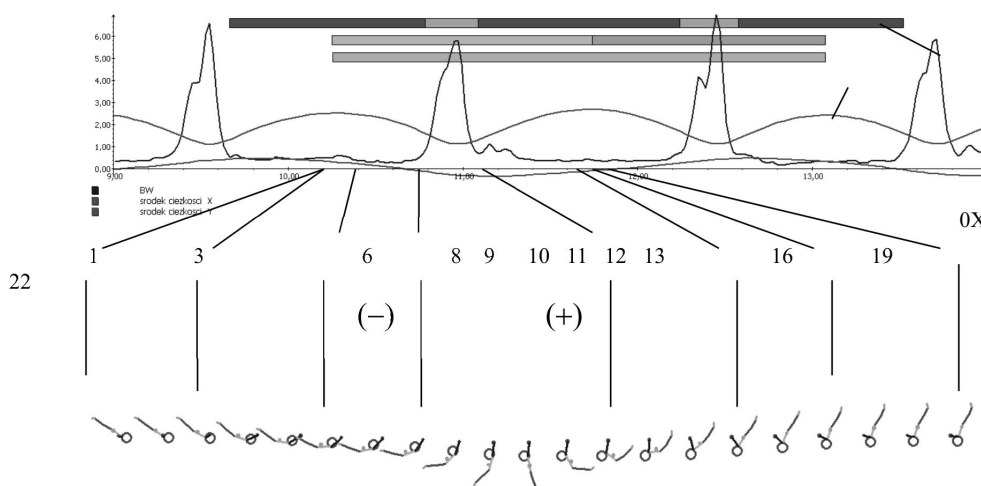 6,00
5,00
4,00
3,00
2,00
1,00
0,00
9,00 10,00 11,00 12,00 13,00
BW
srodek ciezkosci X
srodek ciezkosci Y
0X
1 3 6 8 9 10 11 12 13 16 19
22
(−) (+)